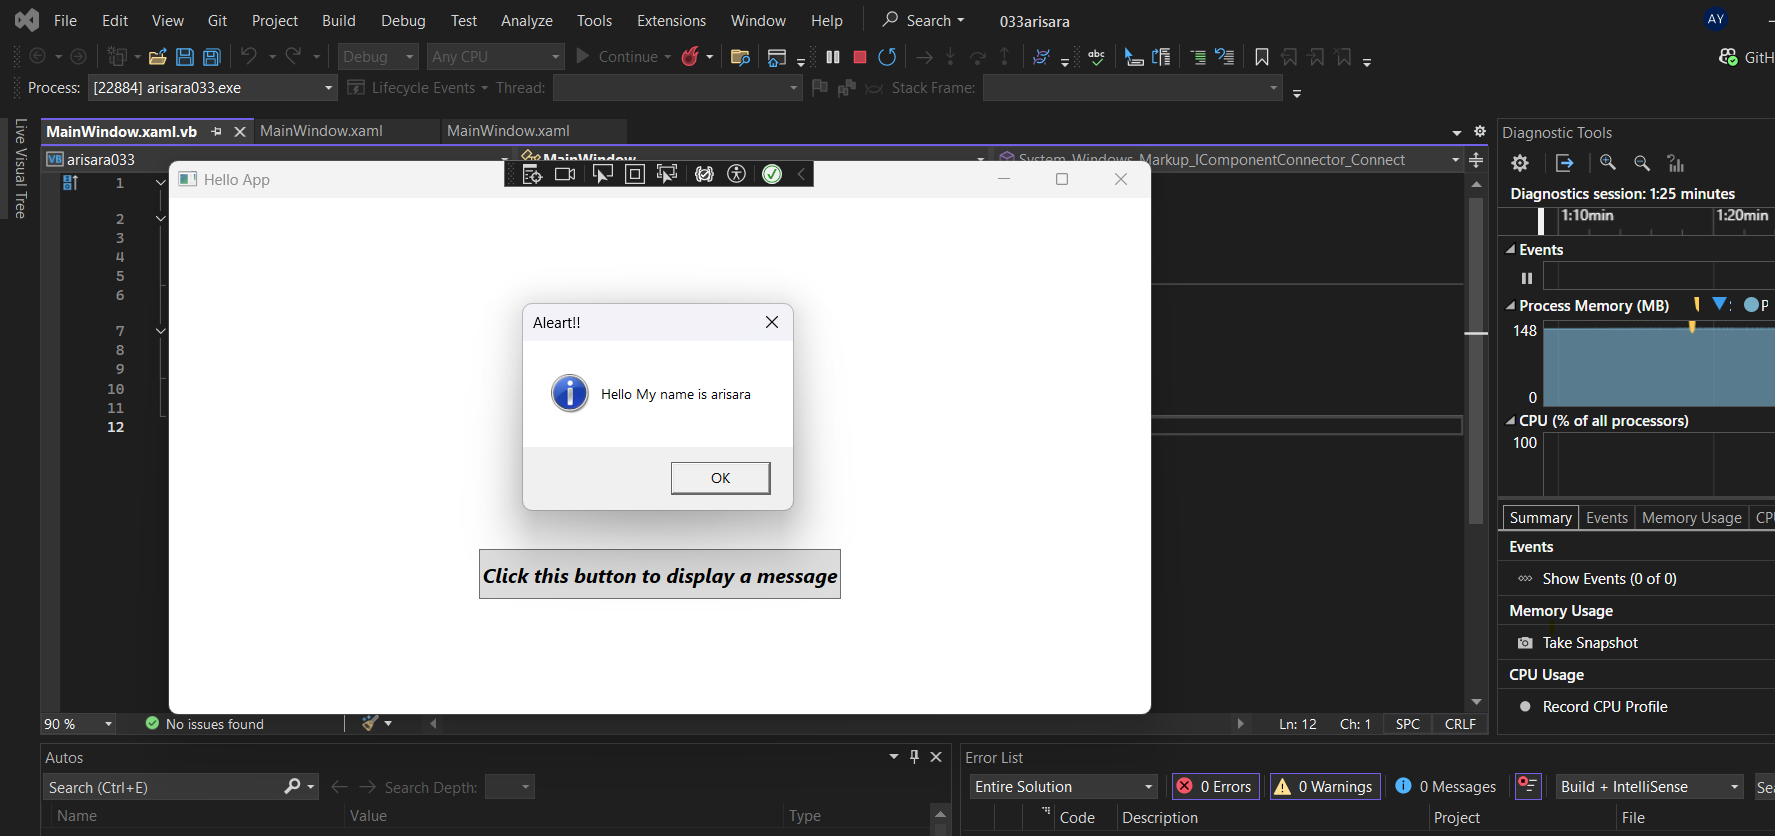 File Edit View Git Project Build Debug Test Analyze Tools Extensions Window Help Search 033arisara AY
Debug Any CPU Continue abc GitH
Process: [22884] arisara033.exe Lifecycle Events Thread: Stack Frame:
Live Visual Tree
MainWindow.xaml.vb MainWindow.xaml MainWindow.xaml
VB arisara033 MainWindow System_Windows_Markup_IComponentConnector_Connect
Hello App
1
2
3
4
5
6
7
8
9
10
11
12
Aleart!!
Hello My name is arisara
OK
Click this button to display a message
90 % No issues found Ln: 12 Ch: 1 SPC CRLF
Diagnostic Tools
Diagnostics session: 1:25 minutes
1:10min 1:20min
Events
Process Memory (MB) P
148
0
CPU (% of all processors)
100
Summary Events Memory Usage CPU
Events
Show Events (0 of 0)
Memory Usage
Take Snapshot
CPU Usage
Record CPU Profile
Autos
Search (Ctrl+E) Search Depth:
Name Value Type
Error List
Entire Solution 0 Errors 0 Warnings 0 Messages Build + IntelliSense Sea
Code Description Project File